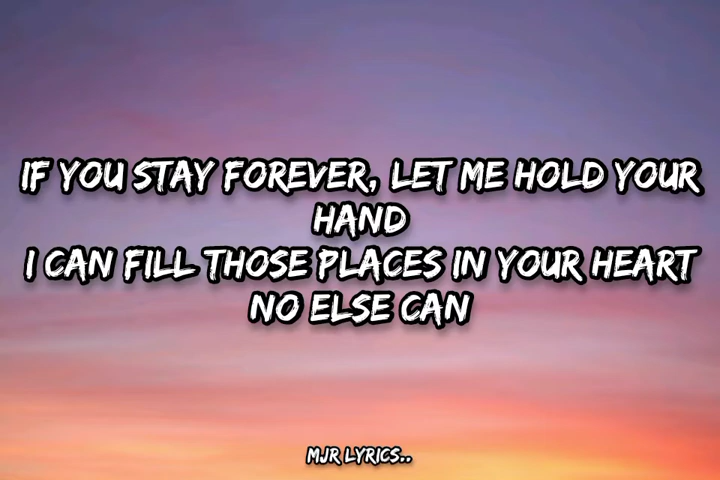 IF YOU STAY FOREVER, LET ME HOLD YOUR
HAND
I CAN FILL THOSE PLACES IN YOUR HEART
NO ELSE CAN
MJR LYRICS..